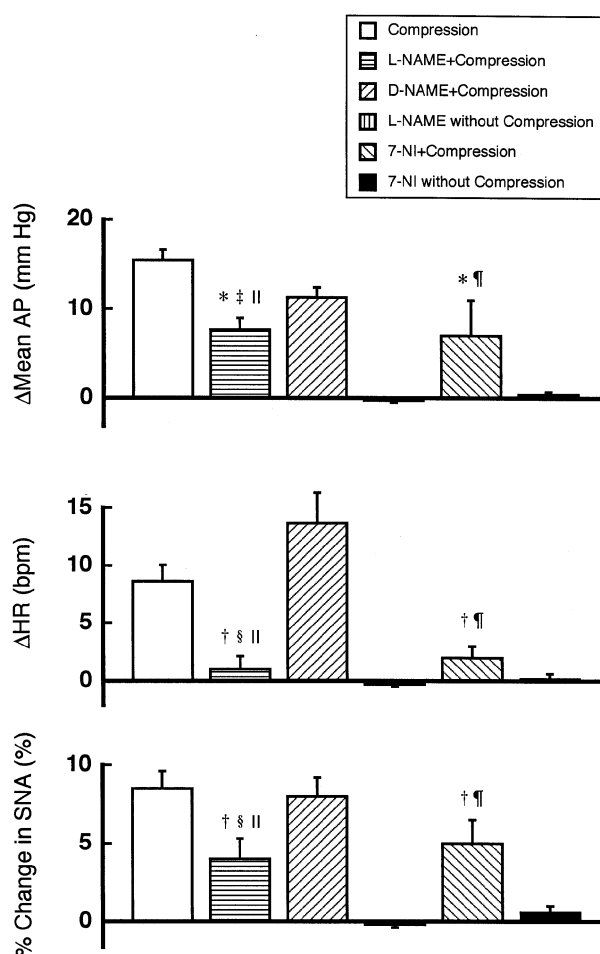 Compression
L-NAME+Compression
D-NAME+Compression
L-NAME without Compression
7-NI+Compression
7-NI without Compression
ΔMean AP (mm Hg)
20
10
0
* ‡ ||
* ¶
ΔHR (bpm)
15
10
5
0
† § ||
† ¶
% Change in SNA (%)
10
5
0
† § ||
† ¶